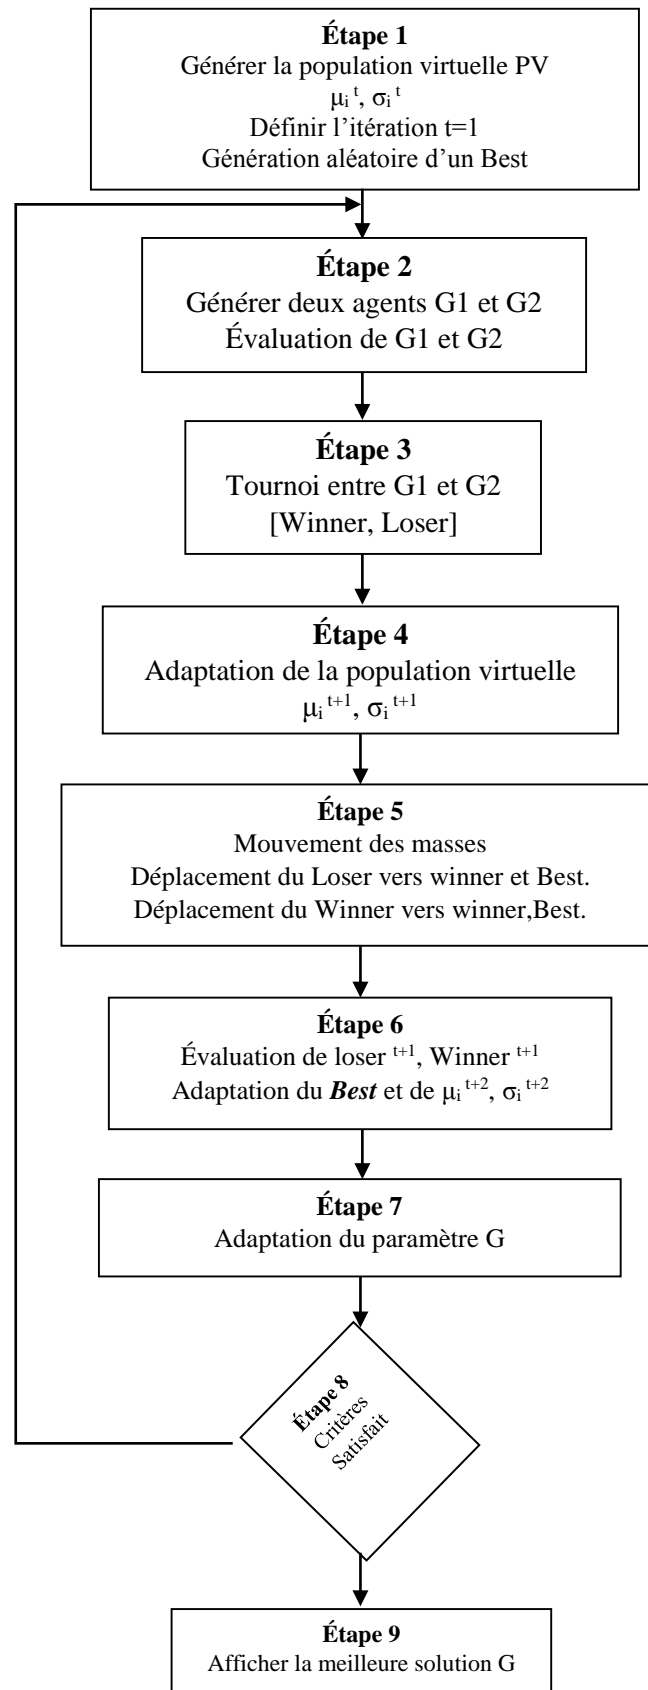 Étape 1
Générer la population virtuelle PV
μᵢ ᵗ, σᵢ ᵗ
Définir l’itération t=1
Génération aléatoire d’un Best
Étape 2
Générer deux agents G1 et G2
Évaluation de G1 et G2
Étape 3
Tournoi entre G1 et G2
[Winner, Loser]
Étape 4
Adaptation de la population virtuelle
μᵢ ᵗ⁺¹, σᵢ ᵗ⁺¹
Étape 5
Mouvement des masses
Déplacement du Loser vers winner et Best.
Déplacement du Winner vers winner,Best.
Étape 6
Évaluation de loser ᵗ⁺¹, Winner ᵗ⁺¹
Adaptation du Best et de μᵢ ᵗ⁺², σᵢ ᵗ⁺²
Étape 7
Adaptation du paramètre G
Étape 8
Critères
Satisfait
Étape 9
Afficher la meilleure solution G